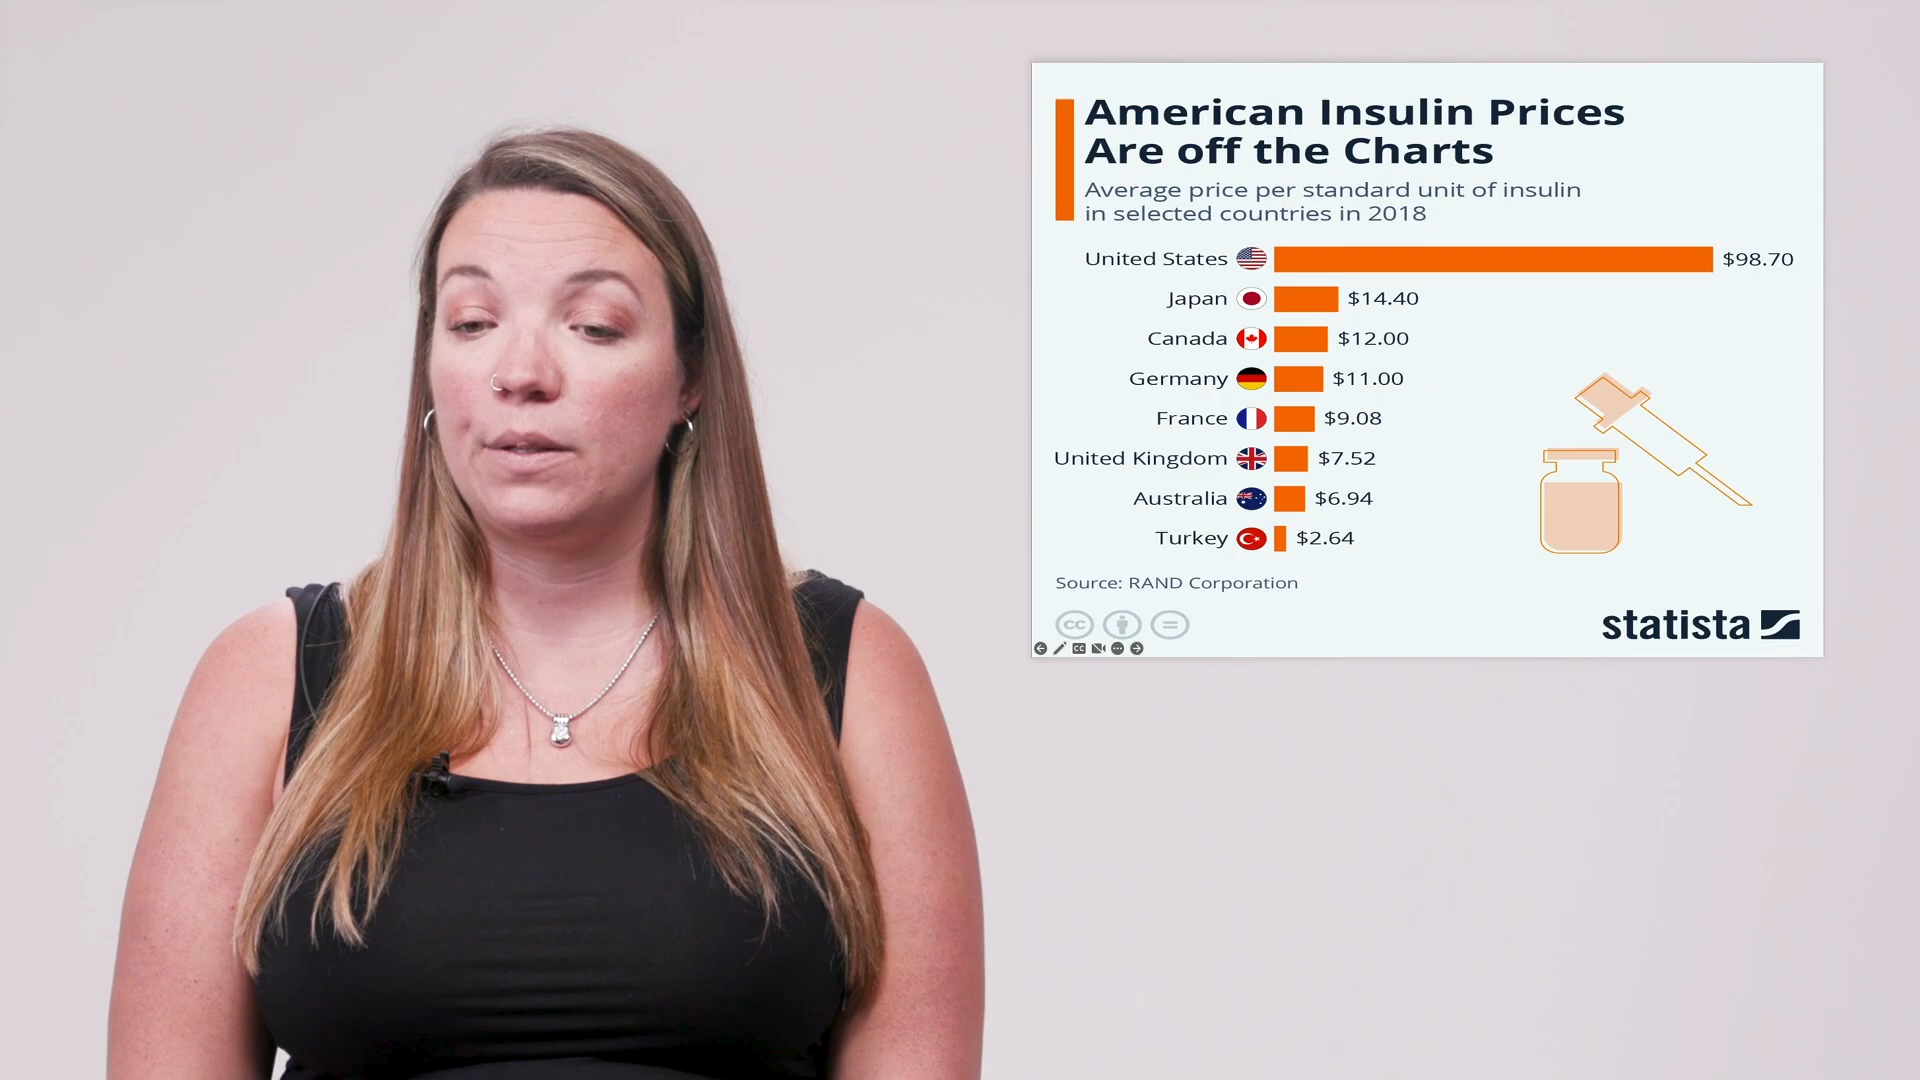 American Insulin Prices
Are off the Charts
Average price per standard unit of insulin
in selected countries in 2018
United States $98.70
Japan $14.40
Canada $12.00
Germany $11.00
France $9.08
United Kingdom $7.52
Australia $6.94
Turkey $2.64
Source: RAND Corporation
cc =
statista
CC